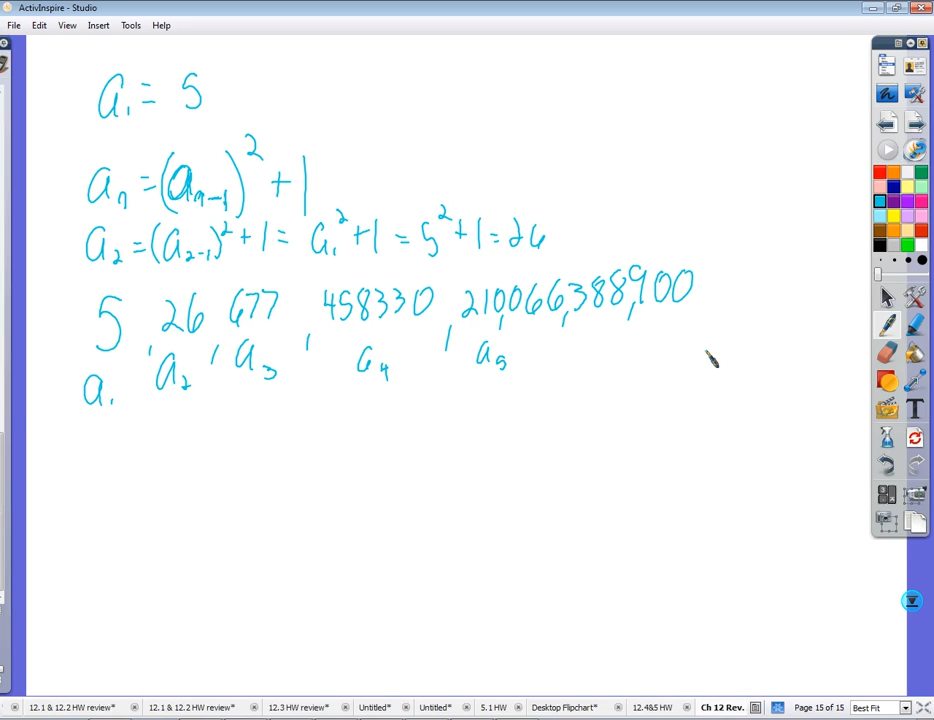 ActivInspire - Studio
File Edit View Insert Tools Help
a₁ = 5
aₙ = (aₙ₋₁)² + 1
a₂ = (a₂₋₁)² + 1 = a₁² + 1 = 5² + 1 = 26
5, 26, 677, 458330, 210,066,388,900
a₁ a₂ a₃ a₄ a₅
T
12.1 & 12.2 HW review* 12.1 & 12.2 HW review* 12.3 HW review* Untitled* Untitled* 5.1 HW Desktop Flipchart* 12.4&5 HW Ch 12 Rev. Page 15 of 15 Best Fit